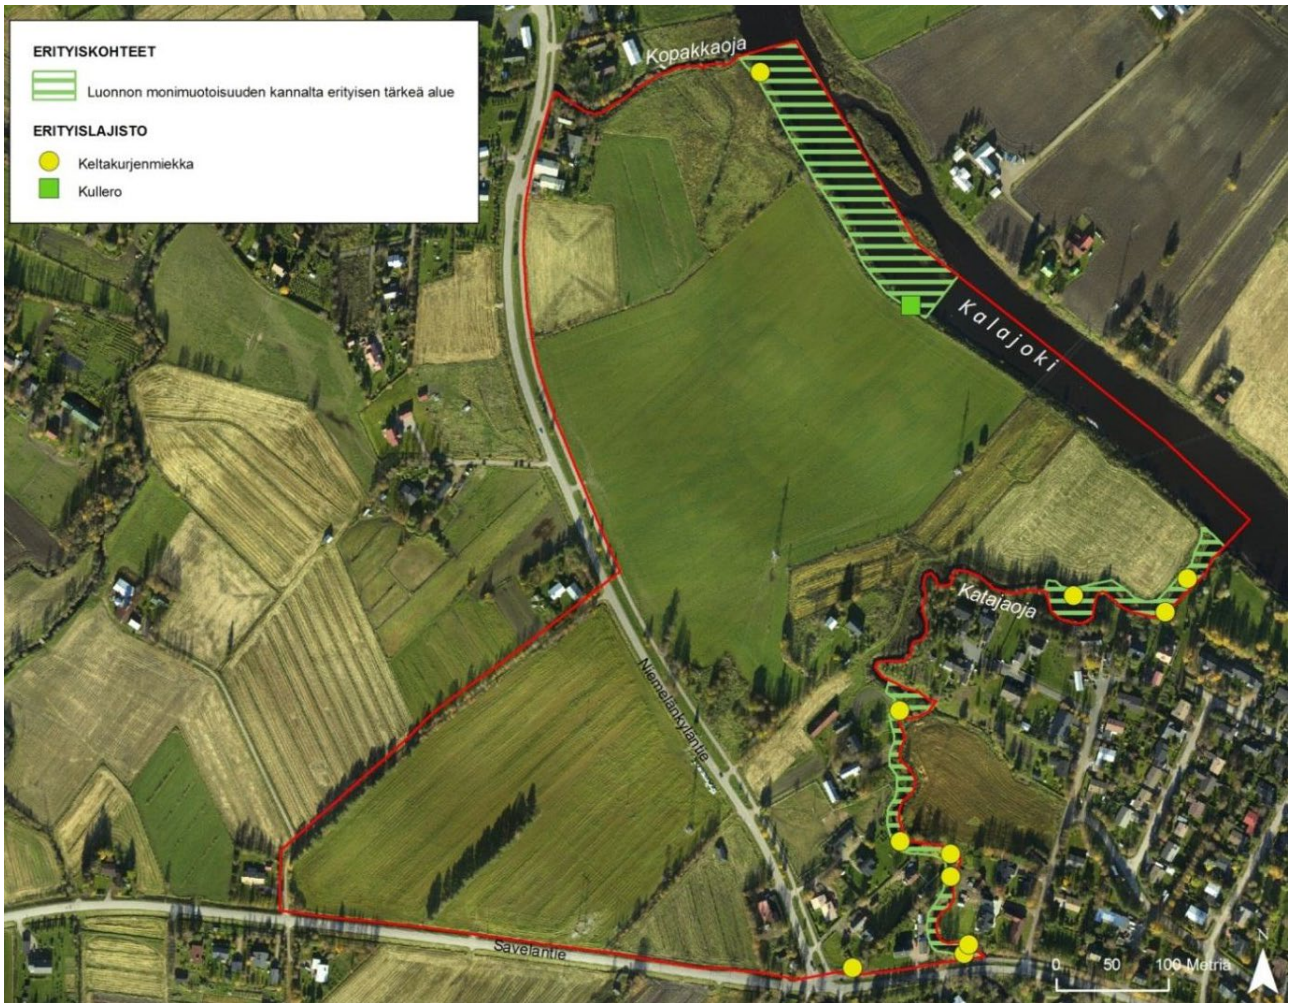 ERITYISKOHTEET
Luonnon monimuotoisuuden kannalta erityisen tärkeä alue
ERITYISLAJISTO
Keltakurjenmiekka
Kullero
Kopakkaoja
Kalajoki
Katajaoja
Niemelänkyläntie
Savelantie
N
0 50 100 Metriä